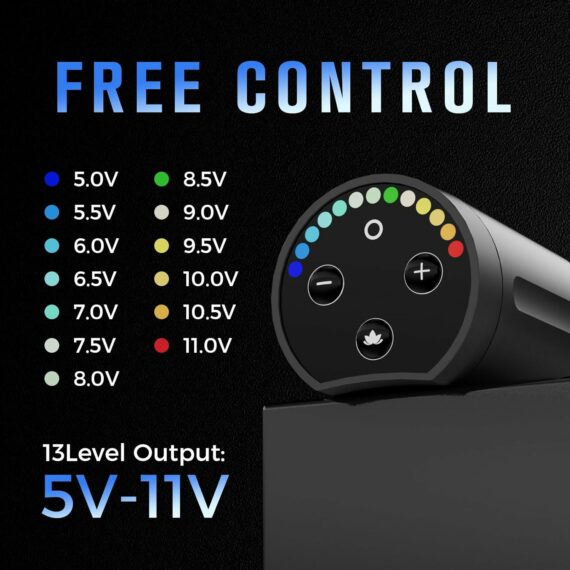 FREE CONTROL
5.0V
5.5V
6.0V
6.5V
7.0V
7.5V
8.0V
8.5V
9.0V
9.5V
10.0V
10.5V
11.0V
13Level Output:
5V-11V